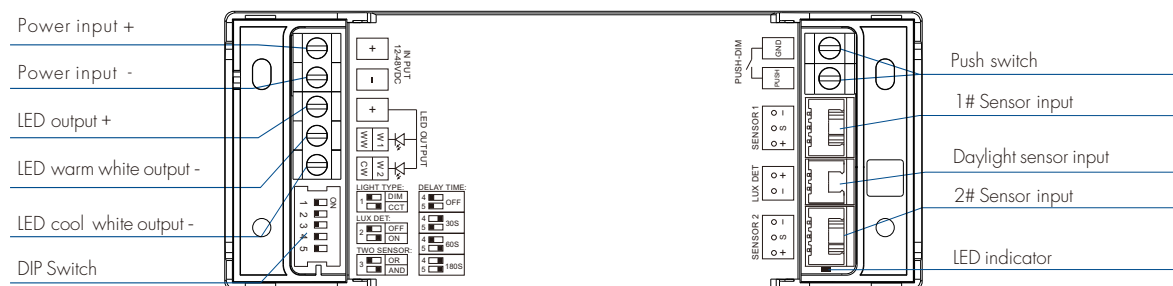 Power input +
Power input -
LED output +
LED warm white output -
LED cool white output -
DIP Switch
+
-
IN PUT
12-48VDC
+
WW W1
CW W2
LED OUTPUT
ON
1 2 3 4 5
LIGHT TYPE:
1 DIM
CCT
LUX DET:
2 OFF
ON
TWO SENSOR:
3 OR
AND
DELAY TIME:
4
5 OFF
4
5 30S
4
5 60S
4
5 180S
PUSH-DIM
GND
PUSH
SENSOR 1
- S +
LUX DET
+ -
SENSOR 2
- S +
Push switch
1# Sensor input
Daylight sensor input
2# Sensor input
LED indicator